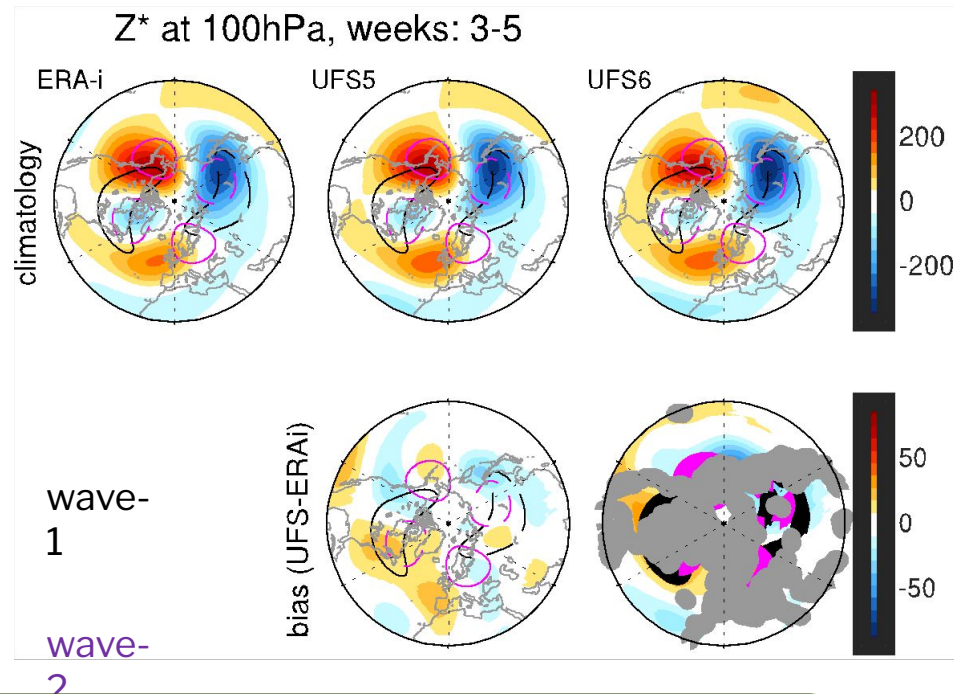 Z* at 100hPa, weeks: 3-5
ERA-i
UFS5
UFS6
climatology
200
0
-200
bias (UFS-ERAi)
50
0
-50
wave-
1
wave-
2